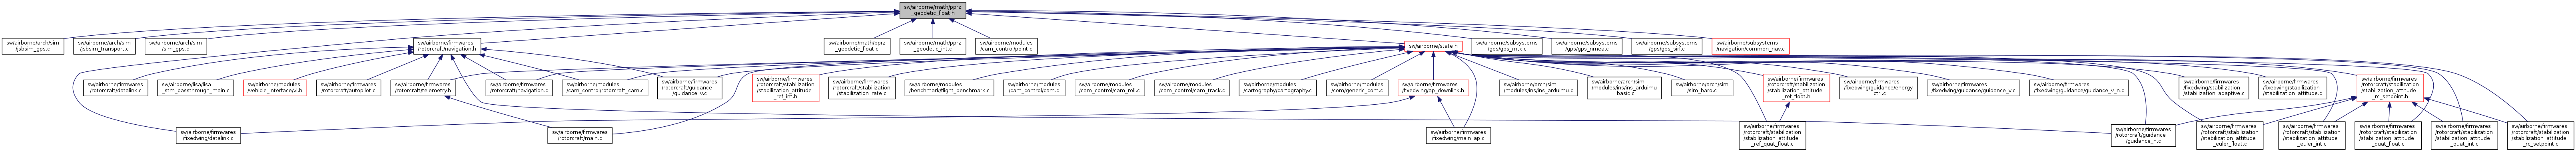 sw/airborne/math/pprz
_geodetic_float.h
sw/airborne/arch/sim
/jsbsim_gps.c
sw/airborne/arch/sim
/jsbsim_transport.c
sw/airborne/arch/sim
/sim_gps.c
sw/airborne/firmwares
/rotorcraft/navigation.h
sw/airborne/math/pprz
_geodetic_float.c
sw/airborne/math/pprz
_geodetic_int.c
sw/airborne/modules
/cam_control/point.c
sw/airborne/state.h
sw/airborne/subsystems
/gps/gps_mtk.c
sw/airborne/subsystems
/gps/gps_nmea.c
sw/airborne/subsystems
/gps/gps_sirf.c
sw/airborne/subsystems
/navigation/common_nav.c
sw/airborne/firmwares
/rotorcraft/datalink.c
sw/airborne/lisa/lisa
_stm_passthrough_main.c
sw/airborne/modules
/vehicle_interface/vi.h
sw/airborne/firmwares
/rotorcraft/autopilot.c
sw/airborne/firmwares
/rotorcraft/telemetry.h
sw/airborne/firmwares
/rotorcraft/navigation.c
sw/airborne/modules
/cam_control/rotorcraft_cam.c
sw/airborne/firmwares
/rotorcraft/guidance
/guidance_v.c
sw/airborne/firmwares
/rotorcraft/stabilization
/stabilization_attitude
_ref_int.h
sw/airborne/firmwares
/rotorcraft/stabilization
/stabilization_rate.c
sw/airborne/modules
/benchmark/flight_benchmark.c
sw/airborne/modules
/cam_control/cam.c
sw/airborne/modules
/cam_control/cam_roll.c
sw/airborne/modules
/cam_control/cam_track.c
sw/airborne/modules
/cartography/cartography.c
sw/airborne/modules
/com/generic_com.c
sw/airborne/firmwares
/fixedwing/ap_downlink.h
sw/airborne/arch/sim
/modules/ins/ins_arduimu.c
sw/airborne/arch/sim
/modules/ins/ins_arduimu
_basic.c
sw/airborne/arch/sim
/sim_baro.c
sw/airborne/firmwares
/rotorcraft/stabilization
/stabilization_attitude
_ref_float.h
sw/airborne/firmwares
/fixedwing/guidance/energy
_ctrl.c
sw/airborne/firmwares
/fixedwing/guidance/guidance_v.c
sw/airborne/firmwares
/fixedwing/guidance/guidance_v_n.c
sw/airborne/firmwares
/fixedwing/stabilization
/stabilization_adaptive.c
sw/airborne/firmwares
/fixedwing/stabilization
/stabilization_attitude.c
sw/airborne/firmwares
/rotorcraft/stabilization
/stabilization_attitude
_rc_setpoint.h
sw/airborne/firmwares
/fixedwing/datalink.c
sw/airborne/firmwares
/rotorcraft/main.c
sw/airborne/firmwares
/fixedwing/main_ap.c
sw/airborne/firmwares
/rotorcraft/stabilization
/stabilization_attitude
_ref_quat_float.c
sw/airborne/firmwares
/rotorcraft/guidance
/guidance_h.c
sw/airborne/firmwares
/rotorcraft/stabilization
/stabilization_attitude
_euler_float.c
sw/airborne/firmwares
/rotorcraft/stabilization
/stabilization_attitude
_euler_int.c
sw/airborne/firmwares
/rotorcraft/stabilization
/stabilization_attitude
_quat_float.c
sw/airborne/firmwares
/rotorcraft/stabilization
/stabilization_attitude
_quat_int.c
sw/airborne/firmwares
/rotorcraft/stabilization
/stabilization_attitude
_rc_setpoint.c